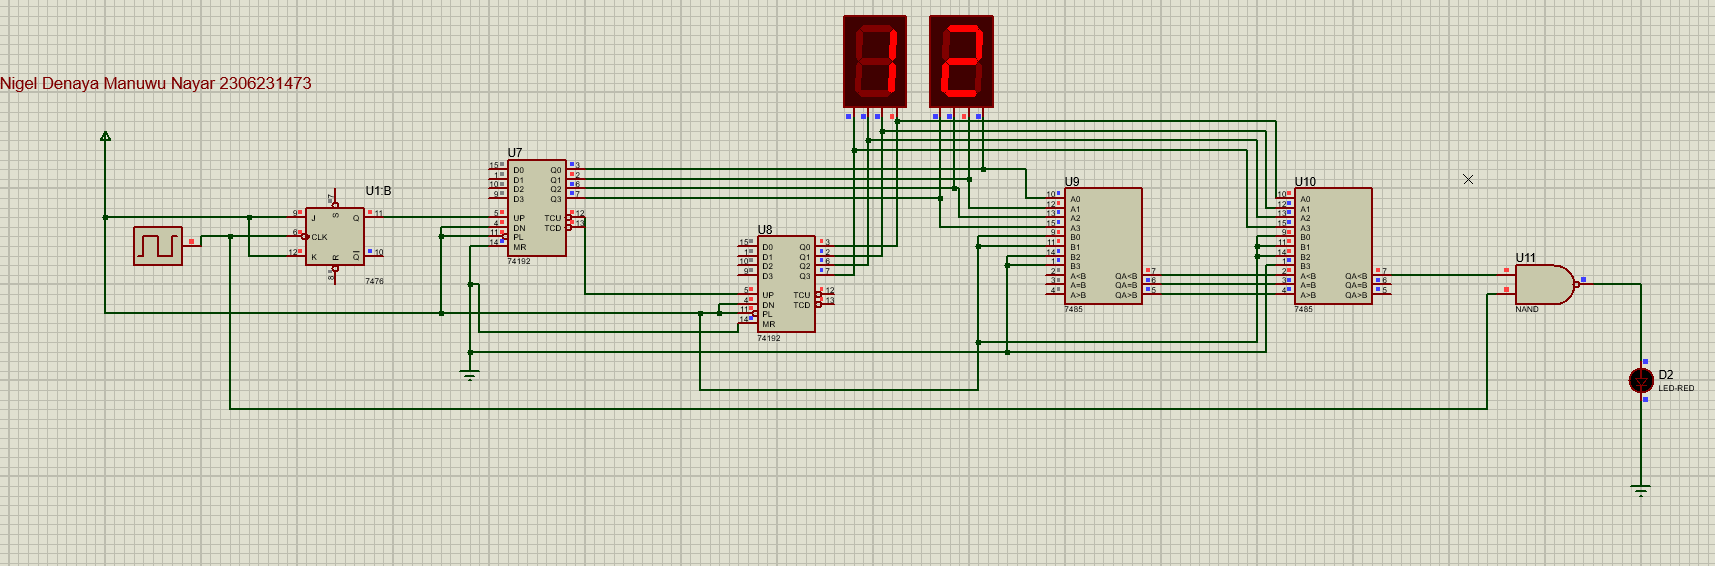 1 2
Nigel Denaya Manuwu Nayar 2306231473
U1:B
9 J Q 11
6 CLK
12 K Q 10
S 7
R 8
7476
U7
15 D0 Q0 3
1 D1 Q1 2
10 D2 Q2 6
9 D3 Q3 7
5 UP TCU 12
4 DN TCD 13
11 PL
14 MR
74192
U8
15 D0 Q0 3
1 D1 Q1 2
10 D2 Q2 6
9 D3 Q3 7
5 UP TCU 12
4 DN TCD 13
11 PL
14 MR
74192
U9
10 A0
12 A1
13 A2
15 A3
9 B0
11 B1
14 B2
1 B3
2 A<B QA<B 7
3 A=B QA=B 6
4 A>B QA>B 5
7485
U10
10 A0
12 A1
13 A2
15 A3
9 B0
11 B1
14 B2
1 B3
2 A<B QA<B 7
3 A=B QA=B 6
4 A>B QA>B 5
7485
U11
NAND
D2
LED-RED